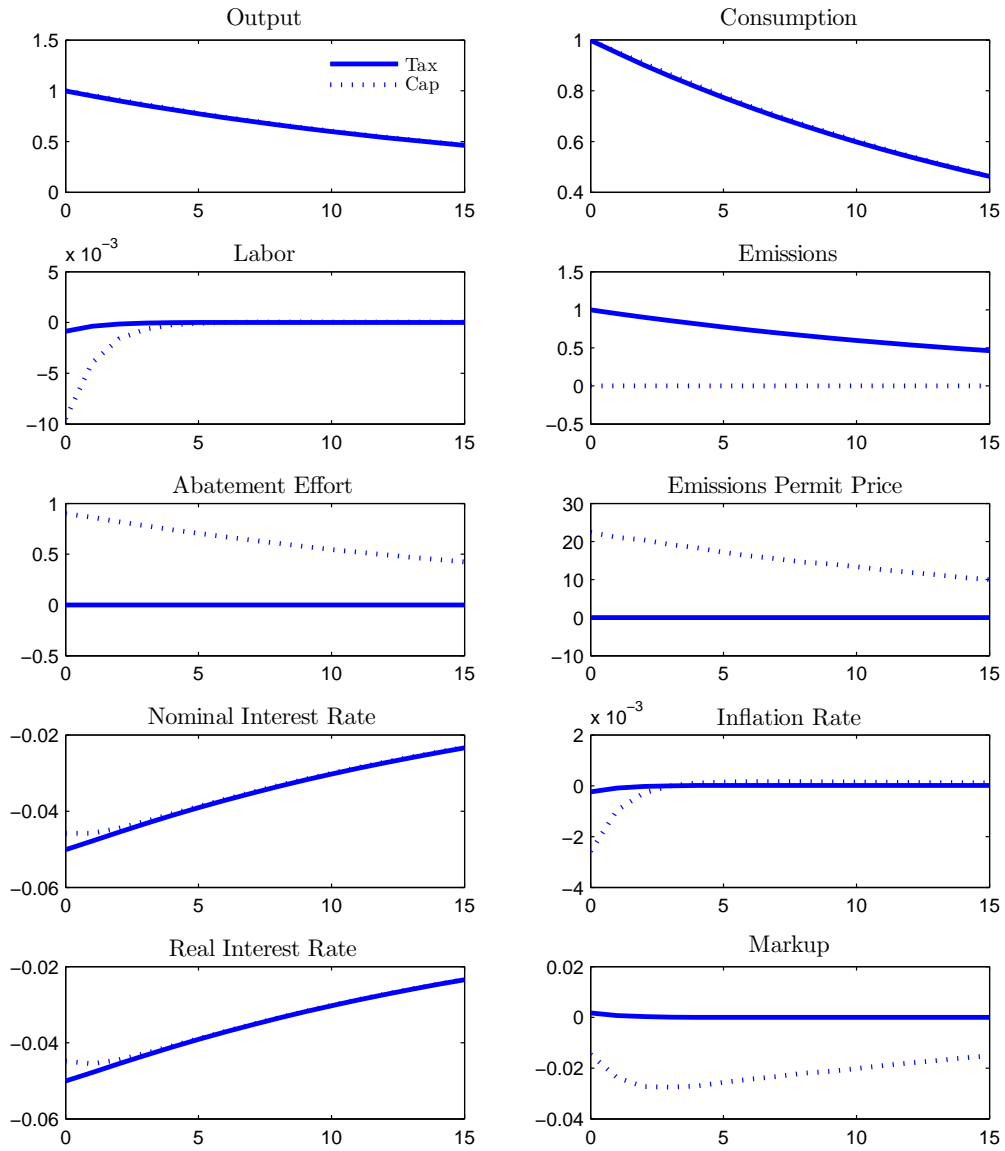 Output
1.5
1
0.5
0
0 5 10 15
Tax
Cap
Consumption
1
0.8
0.6
0.4
0 5 10 15
x 10−3
Labor
5
0
−5
−10
0 5 10 15
Emissions
1.5
1
0.5
0
−0.5
0 5 10 15
Abatement Effort
1
0.5
0
−0.5
0 5 10 15
Emissions Permit Price
30
20
10
0
−10
0 5 10 15
Nominal Interest Rate
−0.02
−0.04
−0.06
0 5 10 15
x 10−3
Inflation Rate
2
0
−2
−4
0 5 10 15
Real Interest Rate
−0.02
−0.04
−0.06
0 5 10 15
Markup
0.02
0
−0.02
−0.04
0 5 10 15